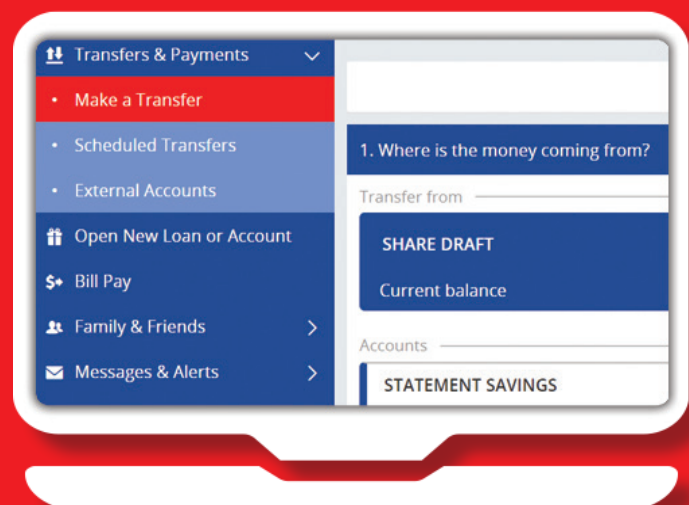 Transfers & Payments
Make a Transfer
Scheduled Transfers
External Accounts
Open New Loan or Account
Bill Pay
Family & Friends
Messages & Alerts
1. Where is the money coming from?
Transfer from
SHARE DRAFT
Current balance
Accounts
STATEMENT SAVINGS